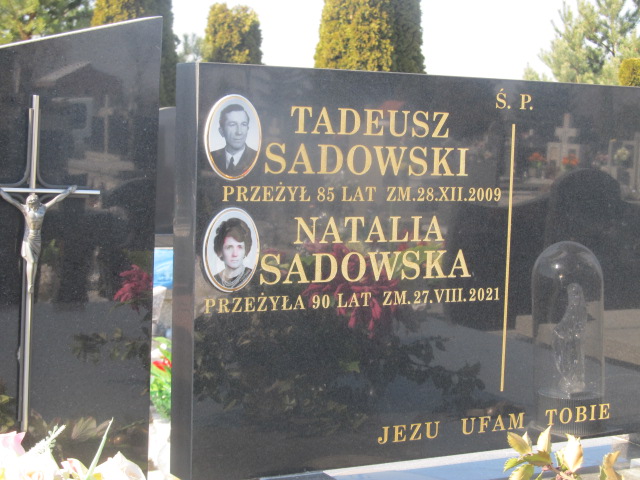 Ś. P.
TADEUSZ
SADOWSKI
PRZEŻYŁ 85 LAT ZM.28.XII.2009
NATALIA
SADOWSKA
PRZEŻYŁA 90 LAT ZM.27.VIII.2021
JEZU UFAM TOBIE